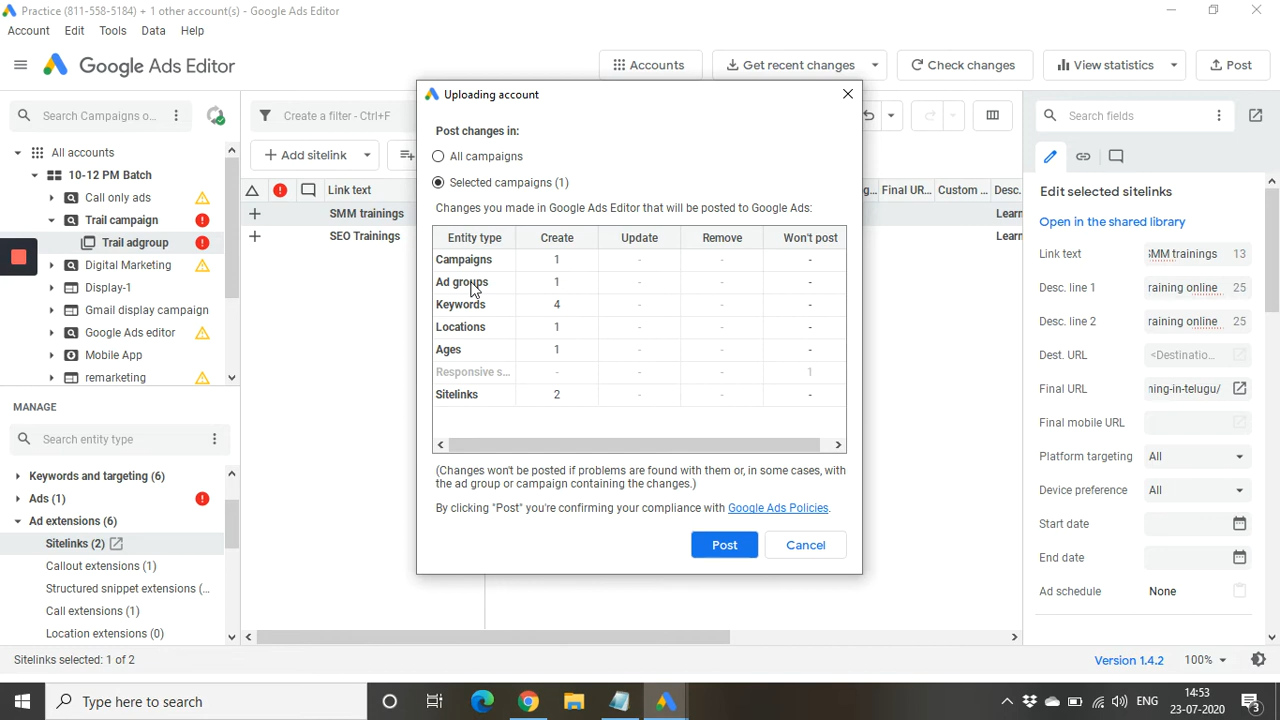 Practice (811-558-5184) + 1 other account(s) - Google Ads Editor
Account Edit Tools Data Help
Google Ads Editor
Accounts
Get recent changes
Check changes
View statistics
Post
Search Campaigns o...
All accounts
10-12 PM Batch
Call only ads
Trail campaign
Trail adgroup
Digital Marketing
Display-1
Gmail display campaign
Google Ads editor
Mobile App
remarketing
MANAGE
Search entity type
Keywords and targeting (6)
Ads (1)
Ad extensions (6)
Sitelinks (2)
Callout extensions (1)
Structured snippet extensions (...
Call extensions (1)
Location extensions (0)
Sitelinks selected: 1 of 2
Create a filter - Ctrl+F
Add sitelink
Link text
SMM trainings
SEO Trainings
g... Final UR... Custom ... Desc.
Learn
Learn
Uploading account
Post changes in:
All campaigns
Selected campaigns (1)
Changes you made in Google Ads Editor that will be posted to Google Ads:
Entity type Create Update Remove Won't post
Campaigns 1 - - -
Ad groups 1 - - -
Keywords 4 - - -
Locations 1 - - -
Ages 1 - - -
Responsive s... - - - 1
Sitelinks 2 - - -
(Changes won't be posted if problems are found with them or, in some cases, with
the ad group or campaign containing the changes.)
By clicking "Post" you're confirming your compliance with Google Ads Policies.
Post
Cancel
Search fields
Edit selected sitelinks
Open in the shared library
Link text SMM trainings 13
Desc. line 1 raining online 25
Desc. line 2 raining online 25
Dest. URL <Destinatio...
Final URL ning-in-telugu/
Final mobile URL
Platform targeting All
Device preference All
Start date
End date
Ad schedule None
Version 1.4.2 100%
Type here to search
ENG
14:53
23-07-2020
3